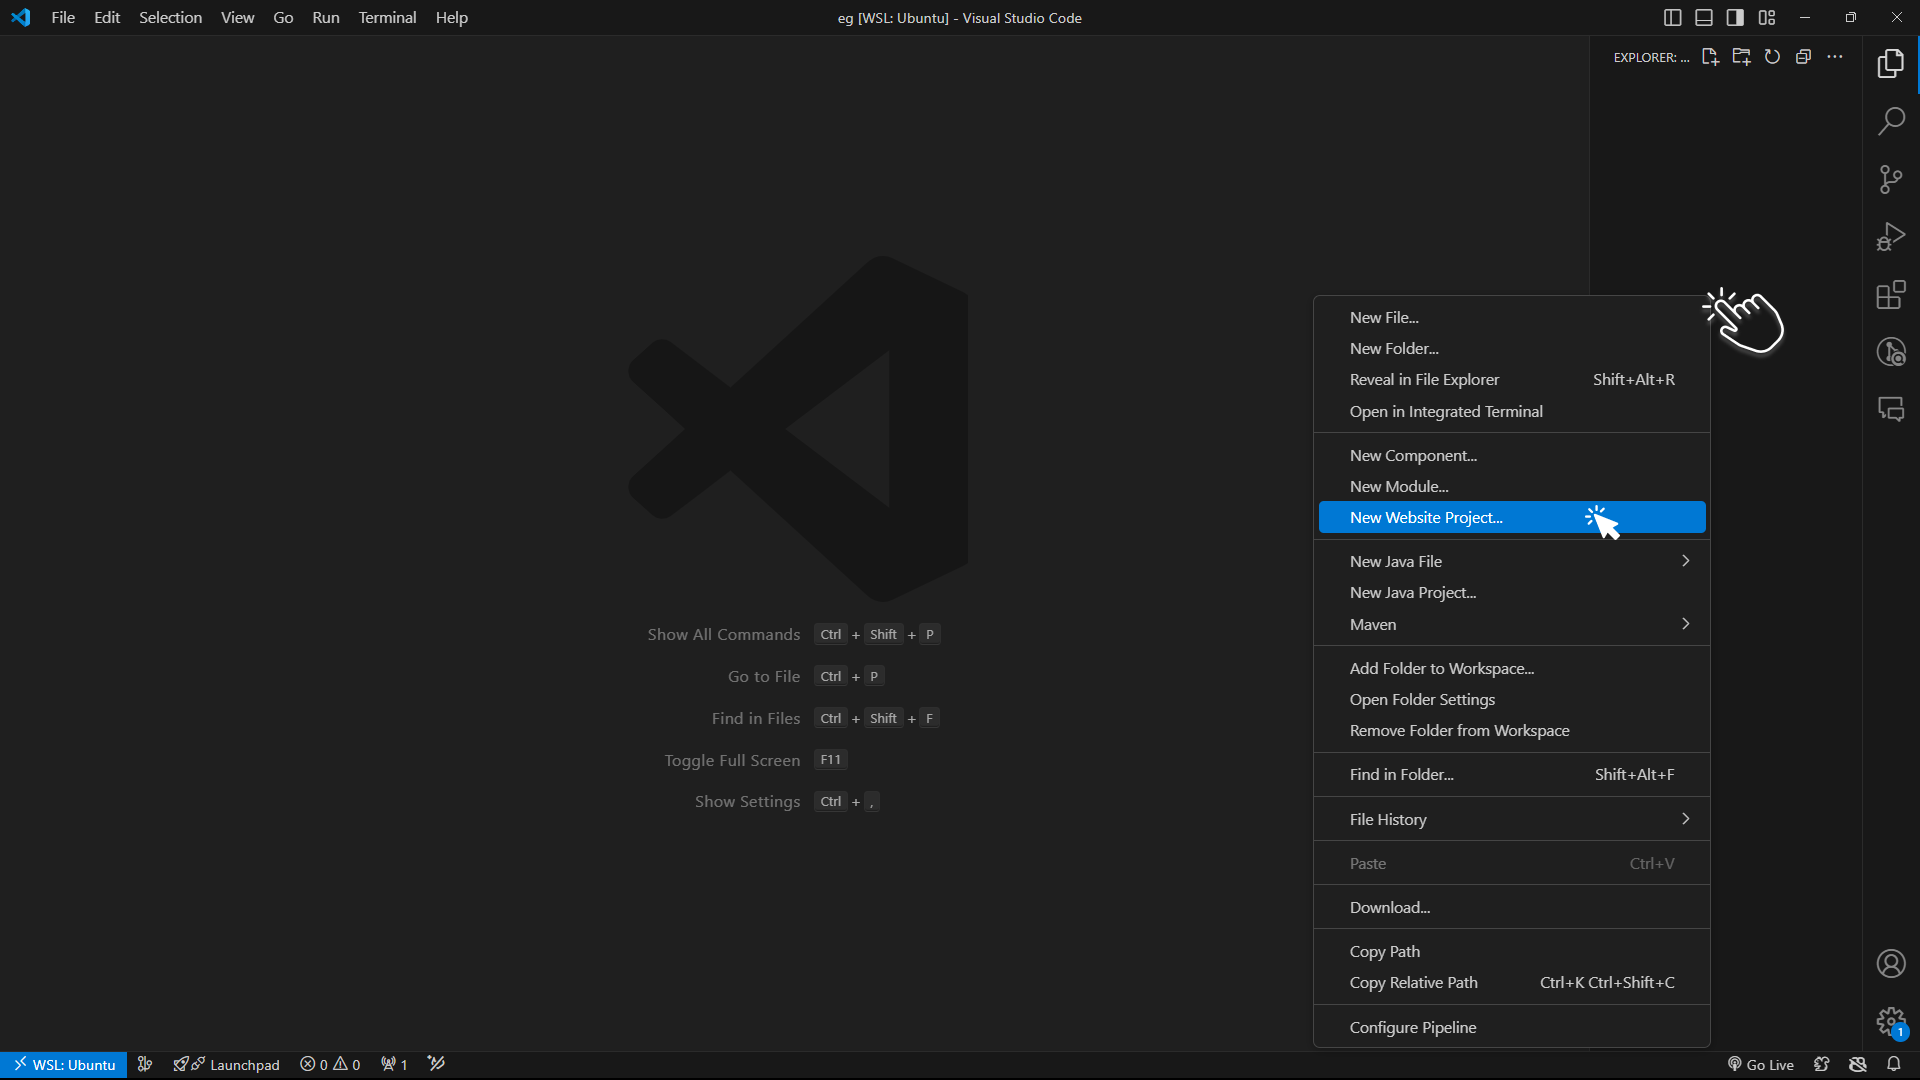 File Edit Selection View Go Run Terminal Help
eg [WSL: Ubuntu] - Visual Studio Code
EXPLORER: ...
New File...
New Folder...
Reveal in File Explorer Shift+Alt+R
Open in Integrated Terminal
New Component...
New Module...
New Website Project...
New Java File
New Java Project...
Maven
Add Folder to Workspace...
Open Folder Settings
Remove Folder from Workspace
Find in Folder... Shift+Alt+F
File History
Paste Ctrl+V
Download...
Copy Path
Copy Relative Path Ctrl+K Ctrl+Shift+C
Configure Pipeline
Show All Commands Ctrl + Shift + P
Go to File Ctrl + P
Find in Files Ctrl + Shift + F
Toggle Full Screen F11
Show Settings Ctrl + ,
1
WSL: Ubuntu Launchpad 0 0 1 Go Live